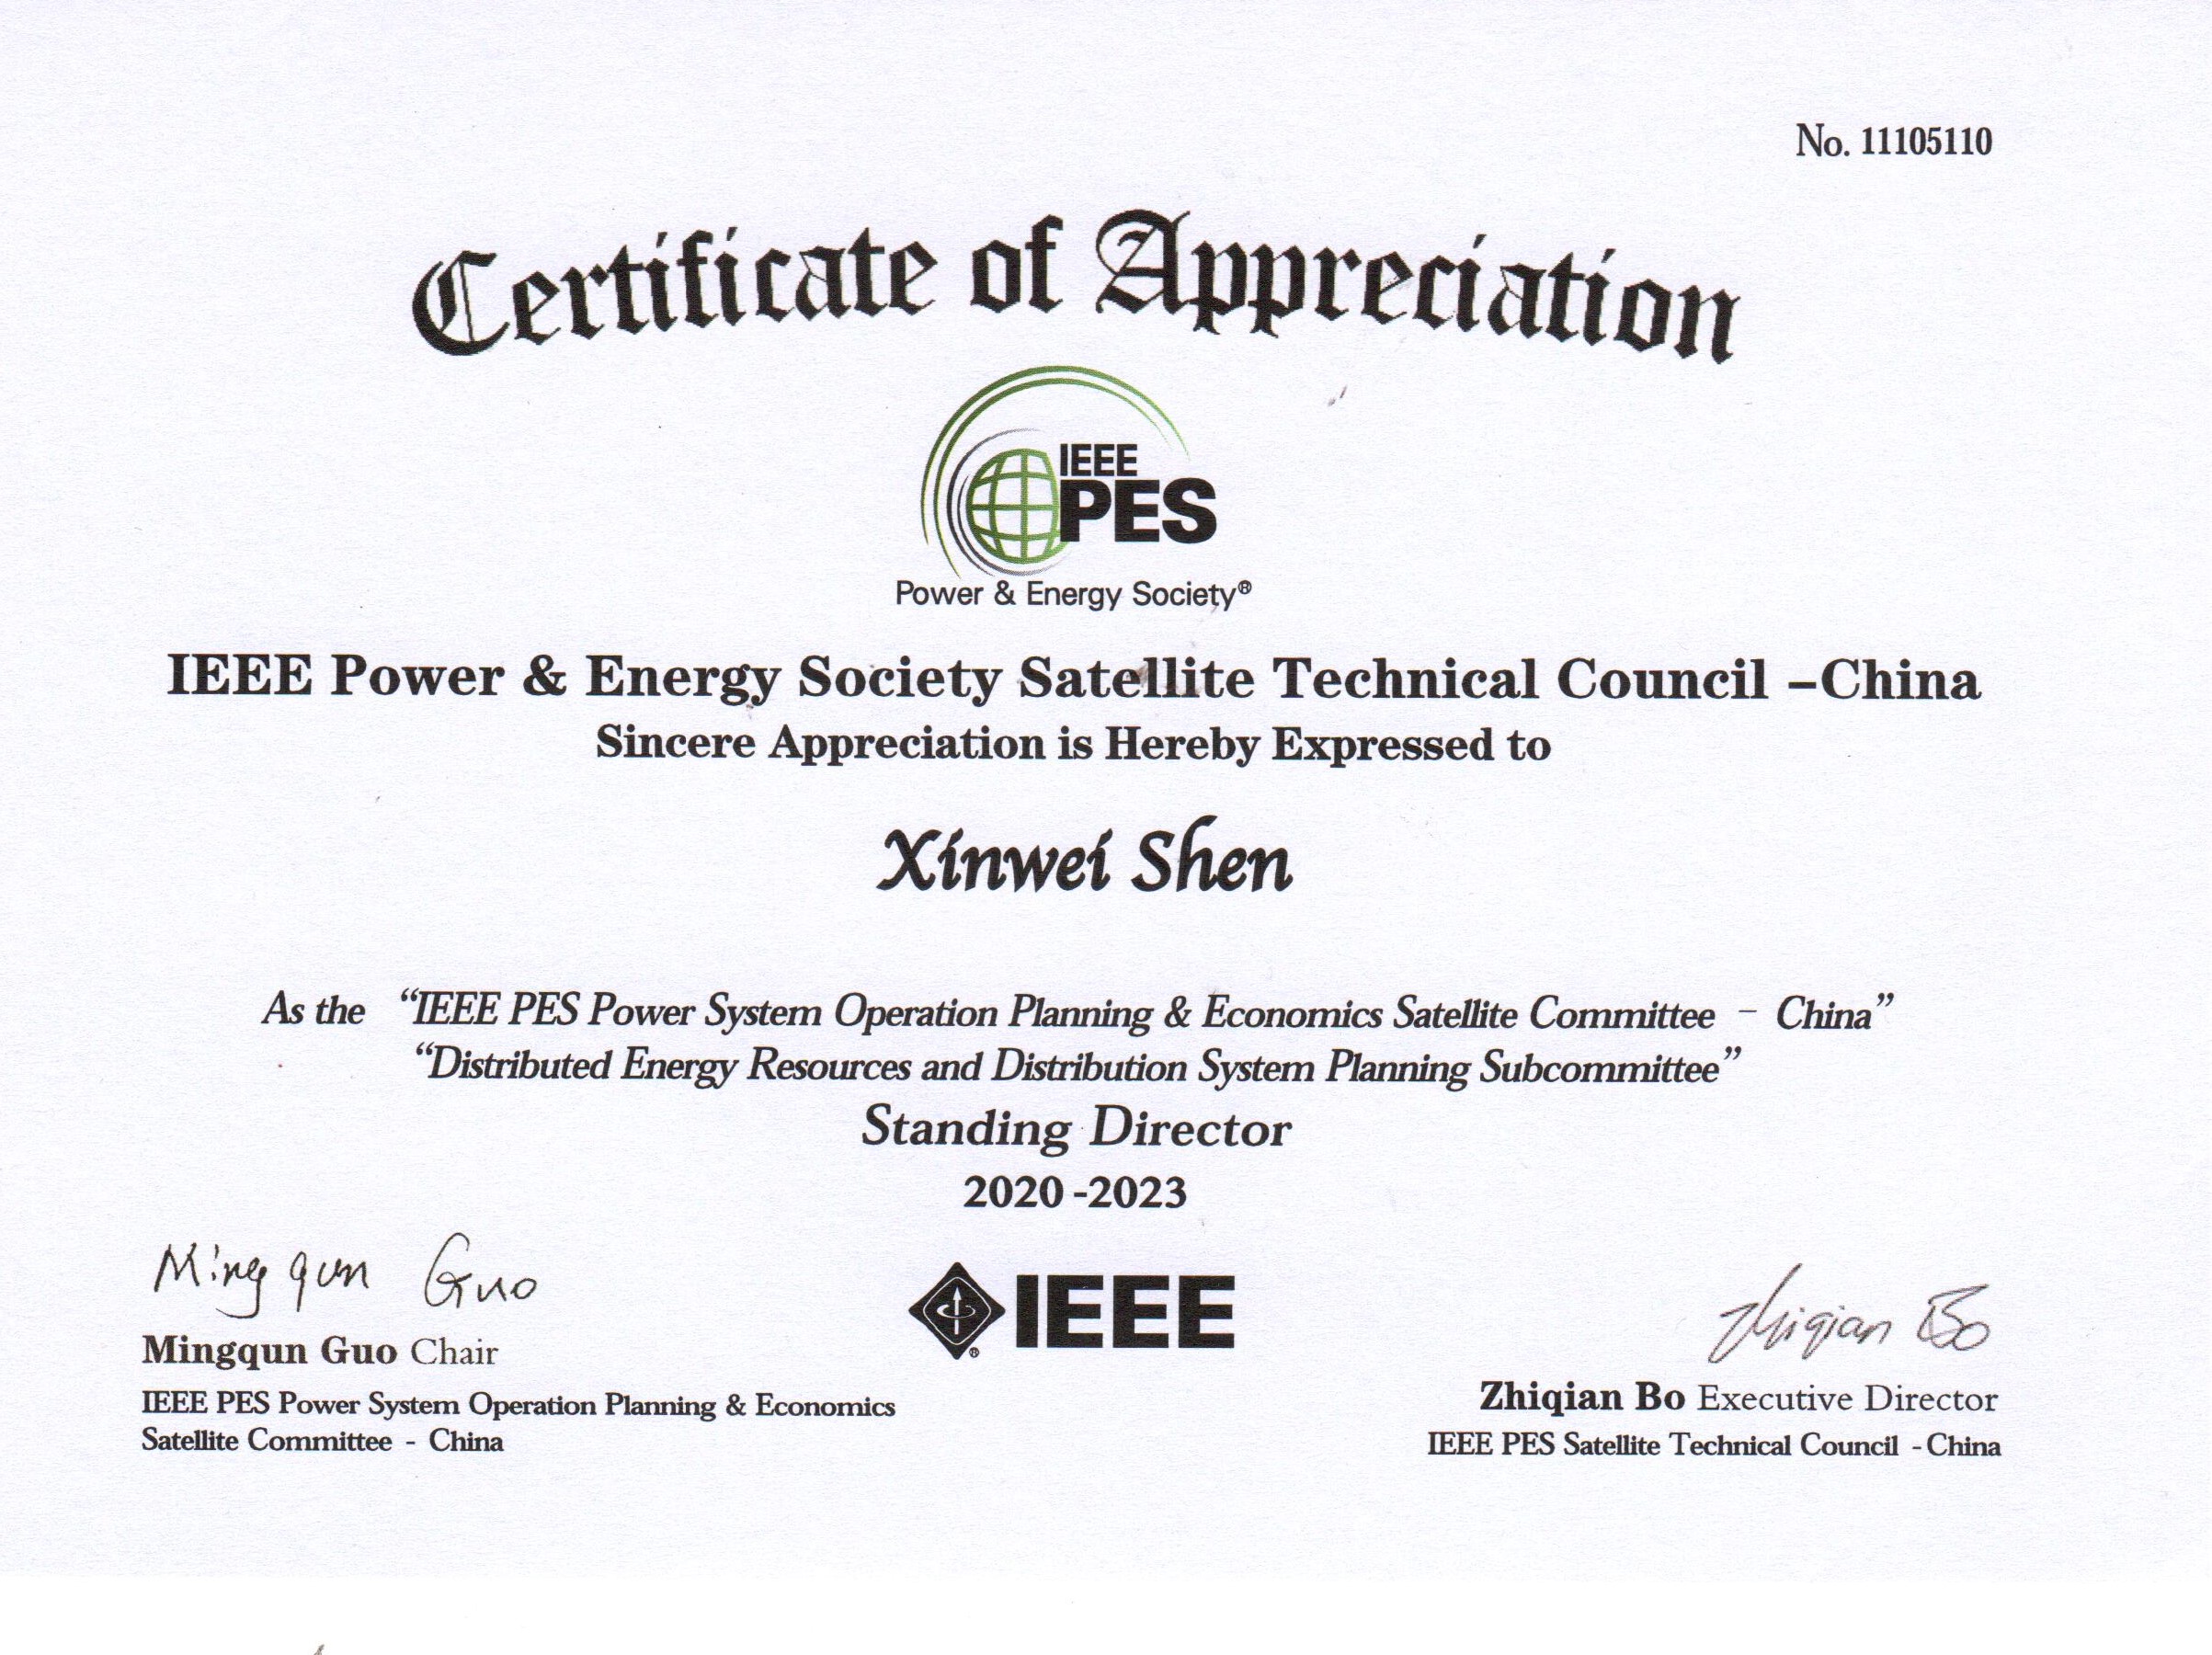 No. 11105110
Certificate of Appreciation
IEEE
PES
Power & Energy Society®
IEEE Power & Energy Society Satellite Technical Council –China
Sincere Appreciation is Hereby Expressed to
Xinwei Shen
As the “IEEE PES Power System Operation Planning & Economics Satellite Committee – China”
“Distributed Energy Resources and Distribution System Planning Subcommittee”
Standing Director
2020 -2023
Mingqun Guo
IEEE
®
Zhiqian Bo
Mingqun Guo Chair
IEEE PES Power System Operation Planning & Economics
Satellite Committee - China
Zhiqian Bo Executive Director
IEEE PES Satellite Technical Council - China